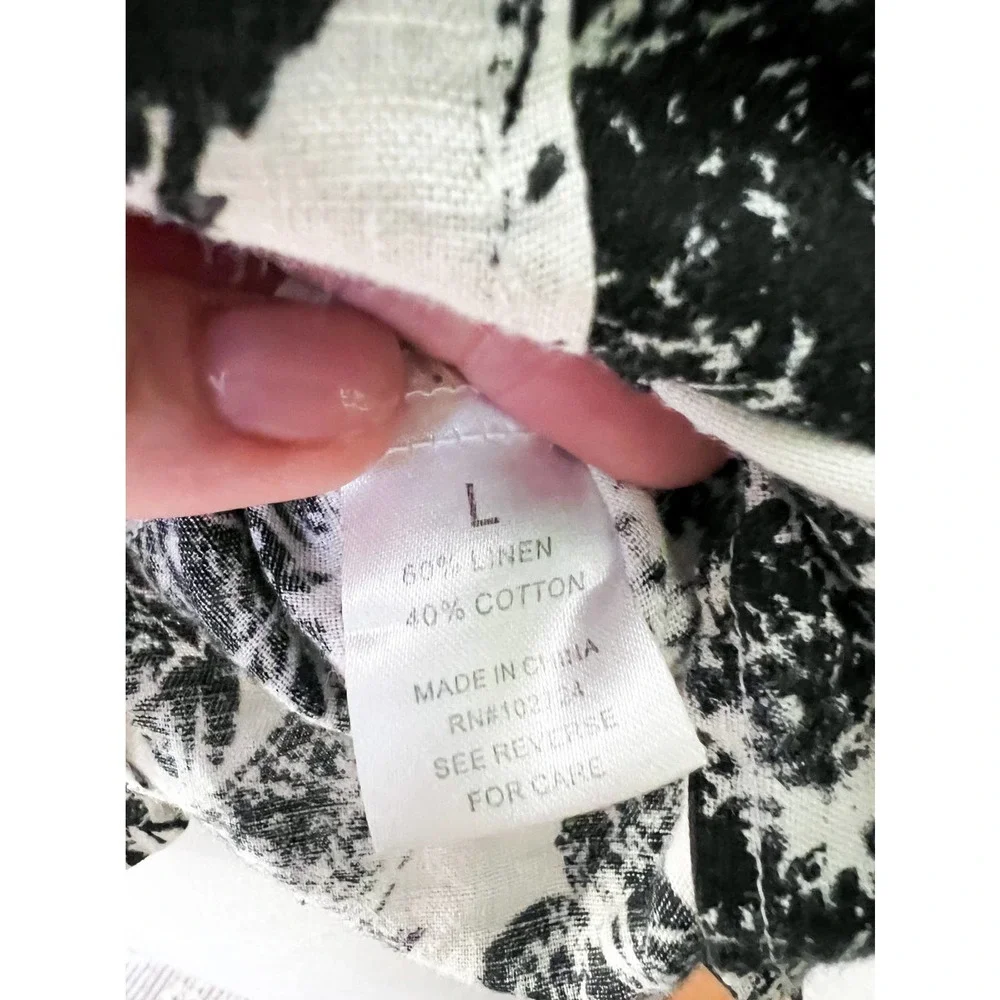 L
60% LINEN
40% COTTON
MADE IN CHINA
SEE REVERSE
FOR CARE